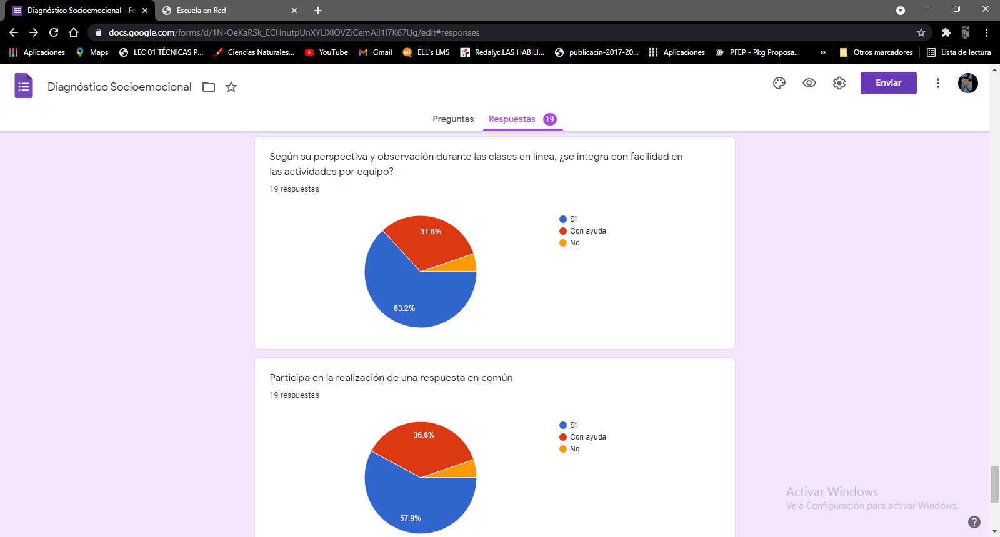 Diagnóstico Socioemocional - Fo
Escuela en Red
docs.google.com/forms/d/1N-OeKaRSk_ECHnutpUnXYLIXIOVZiCemAiI1I7K67Ug/edit#responses
Aplicaciones
Maps
LEC 01 TÉCNICAS P...
Ciencias Naturales...
YouTube
Gmail
ELL's LMS
Redalyc.LAS HABILI...
publicacin-2017-20...
Aplicaciones
PFEP - Pkg Proposa...
»
Otros marcadores
Lista de lectura
Diagnóstico Socioemocional
Enviar
Preguntas
Respuestas 19
Según su perspectiva y observación durante las clases en línea, ¿se integra con facilidad en
las actividades por equipo?
19 respuestas
31.6%
63.2%
Si
Con ayuda
No
Participa en la realización de una respuesta en común
19 respuestas
36.8%
57.9%
Si
Con ayuda
No
Activar Windows
Ve a Configuración para activar Windows.